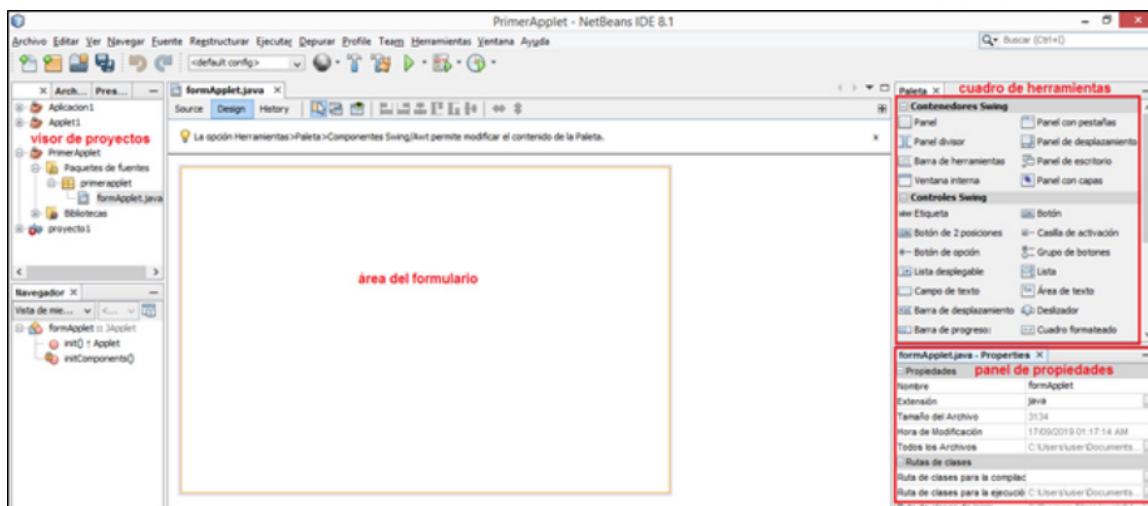 PrimerApplet - NetBeans IDE 8.1
Archivo Editar Ver Navegar Fuente Reestructurar Ejecutar Depurar Profile Team Herramientas Ventana Ayuda
Buscar (Ctrl+I)
<default config>
Arch... Pres...
Aplicacion1
Applet1
visor de proyectos
PrimerApplet
Paquetes de fuentes
primerapplet
formApplet.java
Bibliotecas
proyecto1
Navegador
Vista de mie... <...
formApplet :: JApplet
init() ↑ Applet
initComponents()
formApplet.java
Source Design History
La opción Herramientas>Paleta>Componentes Swing/Awt permite modificar el contenido de la Paleta.
área del formulario
Paleta cuadro de herramientas
Contenedores Swing
Panel Panel con pestañas
Panel divisor Panel de desplazamiento
Barra de herramientas Panel de escritorio
Ventana interna Panel con capas
Controles Swing
Etiqueta Botón
Botón de 2 posiciones Casilla de activación
Botón de opción Grupo de botones
Lista desplegable Lista
Campo de texto Área de texto
Barra de desplazamiento Deslizador
Barra de progreso: Cuadro formateado
formApplet.java - Properties
Propiedades panel de propiedades
Nombre formApplet
Extensión java
Tamaño del Archivo 3134
Hora de Modificación 17/09/2019 01:17:14 AM
Todos los Archivos C:\Users\user\Documents...
Rutas de clases
Ruta de clases para la compilac
Ruta de clases para la ejecució C:\Users\user\Documents...